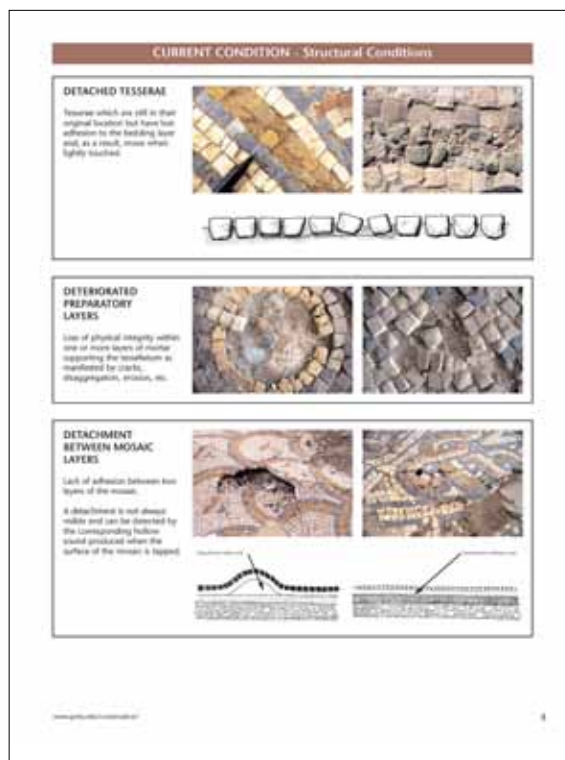 CURRENT CONDITION - Structural Conditions
DETACHED TESSERAE
Tesserae which are still in their
original location but have lost
adhesion to the bedding layer
and, as a result, move when
lightly touched.
DETERIORATED
PREPARATORY
LAYERS
Loss of physical integrity within
one or more layers of mortar
supporting the tessellatum as
manifested by cracks,
disaggregation, erosion, etc.
DETACHMENT
BETWEEN MOSAIC
LAYERS
Lack of adhesion between two
layers of the mosaic.
A detachment is not always
visible and can be detected by
the corresponding hollow
sound produced when the
surface of the mosaic is tapped.